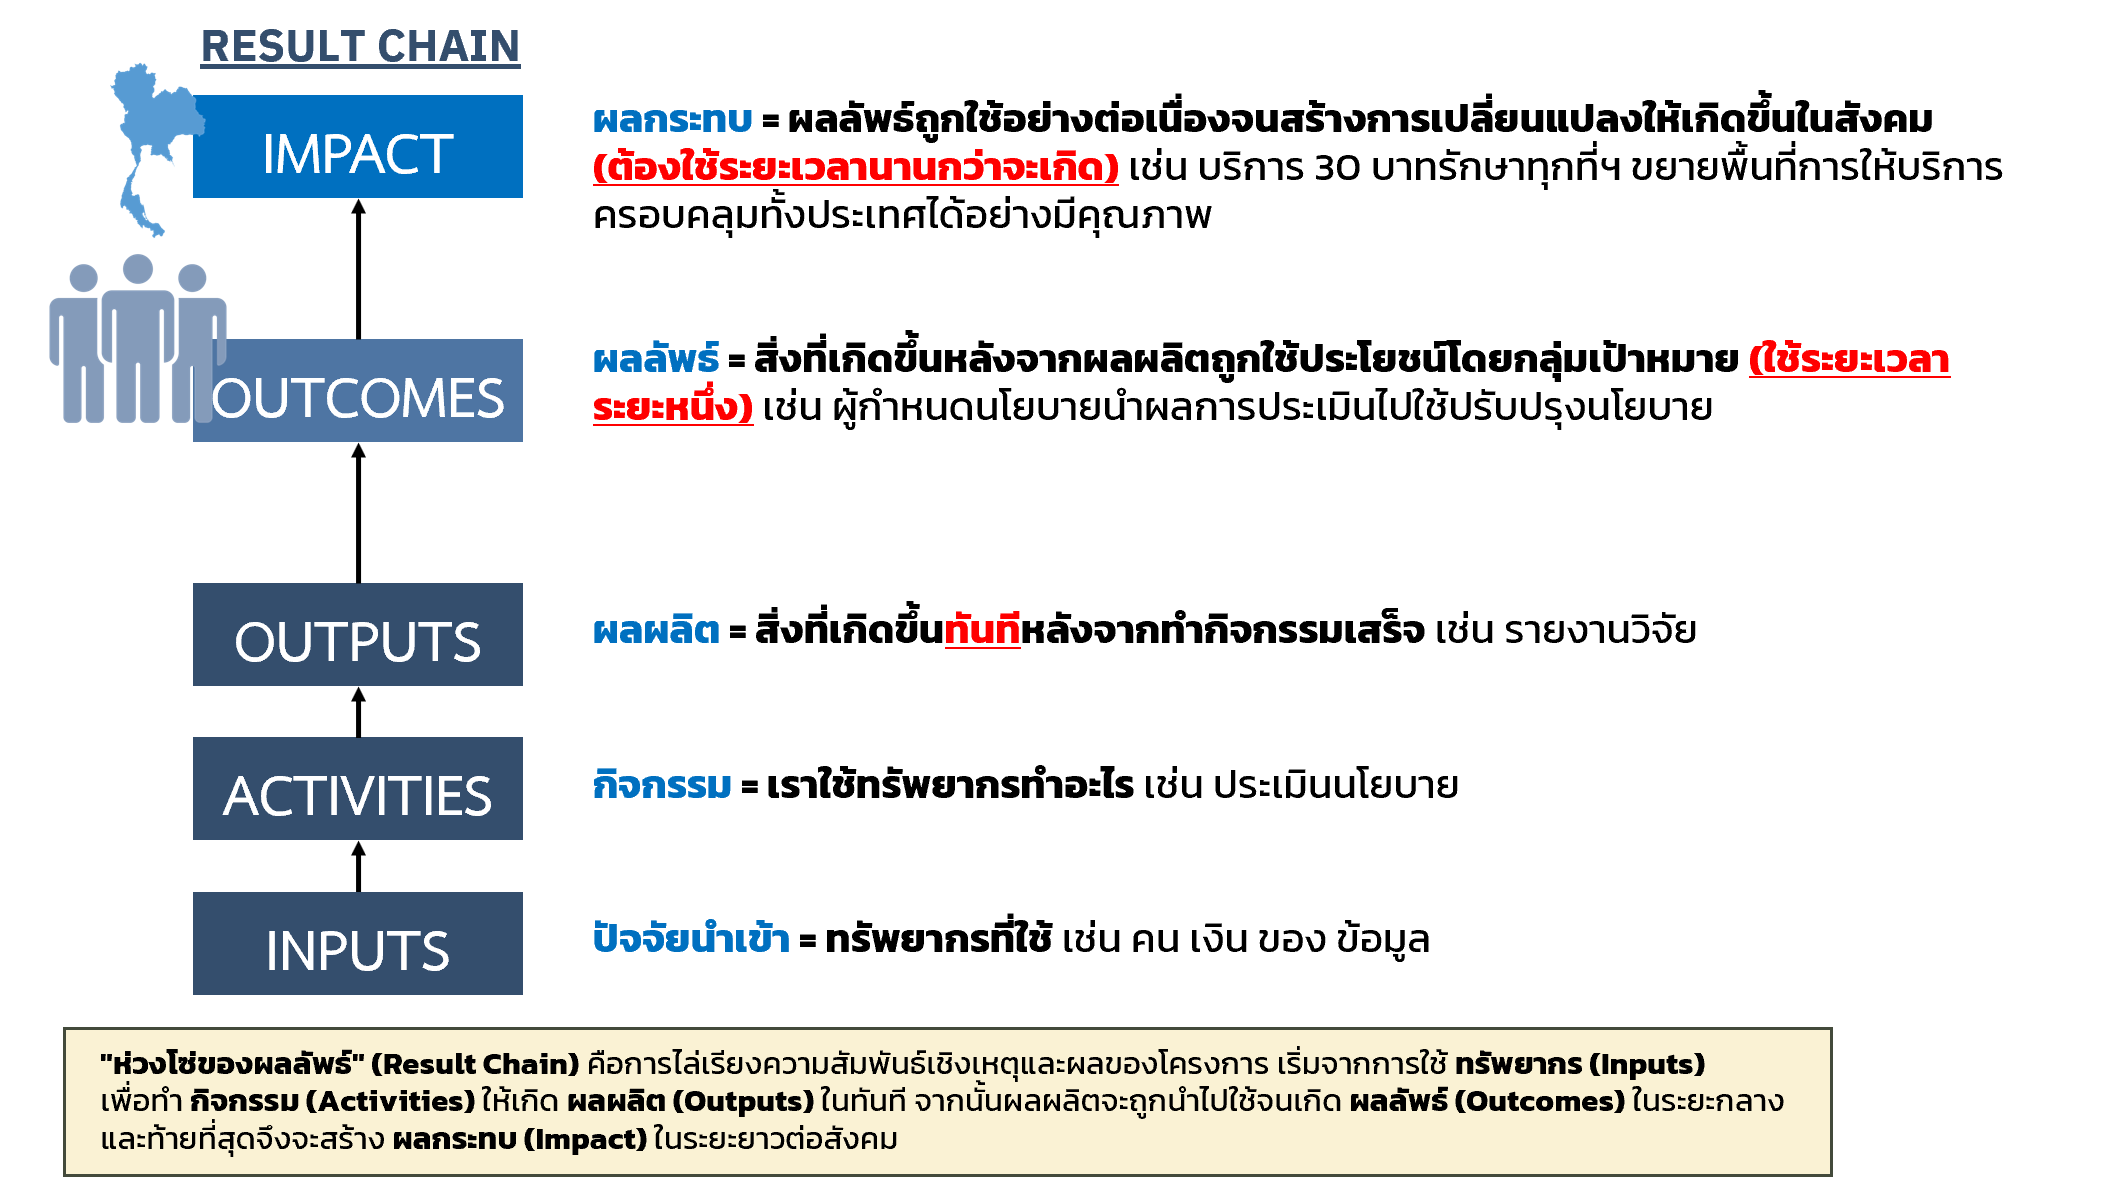 RESULT CHAIN
IMPACT
ผลกระทบ = ผลลัพธ์ถูกใช้อย่างต่อเนื่องจนสร้างการเปลี่ยนแปลงให้เกิดขึ้นในสังคม
(ต้องใช้ระยะเวลานานกว่าจะเกิด) เช่น บริการ 30 บาทรักษาทุกที่ฯ ขยายพื้นที่การให้บริการ
ครอบคลุมทั้งประเทศได้อย่างมีคุณภาพ
OUTCOMES
ผลลัพธ์ = สิ่งที่เกิดขึ้นหลังจากผลผลิตถูกใช้ประโยชน์โดยกลุ่มเป้าหมาย (ใช้ระยะเวลา
ระยะหนึ่ง) เช่น ผู้กำหนดนโยบายนำผลการประเมินไปใช้ปรับปรุงนโยบาย
OUTPUTS
ผลผลิต = สิ่งที่เกิดขึ้นทันทีหลังจากทำกิจกรรมเสร็จ เช่น รายงานวิจัย
ACTIVITIES
กิจกรรม = เราใช้ทรัพยากรทำอะไร เช่น ประเมินนโยบาย
INPUTS
ปัจจัยนำเข้า = ทรัพยากรที่ใช้ เช่น คน เงิน ของ ข้อมูล
"ห่วงโซ่ของผลลัพธ์" (Result Chain) คือการไล่เรียงความสัมพันธ์เชิงเหตุและผลของโครงการ เริ่มจากการใช้ ทรัพยากร (Inputs)
เพื่อทำ กิจกรรม (Activities) ให้เกิด ผลผลิต (Outputs) ในทันที จากนั้นผลผลิตจะถูกนำไปใช้จนเกิด ผลลัพธ์ (Outcomes) ในระยะกลาง
และท้ายที่สุดจึงจะสร้าง ผลกระทบ (Impact) ในระยะยาวต่อสังคม